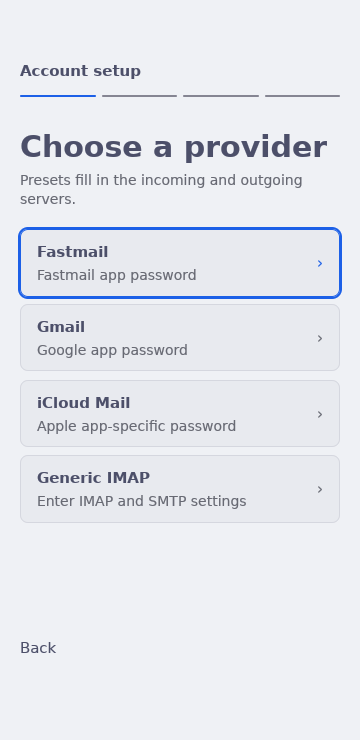 Account setup
Choose a provider
Presets fill in the incoming and outgoing
servers.
Fastmail
Fastmail app password
›
Gmail
Google app password
›
iCloud Mail
Apple app-specific password
›
Generic IMAP
Enter IMAP and SMTP settings
›
Back